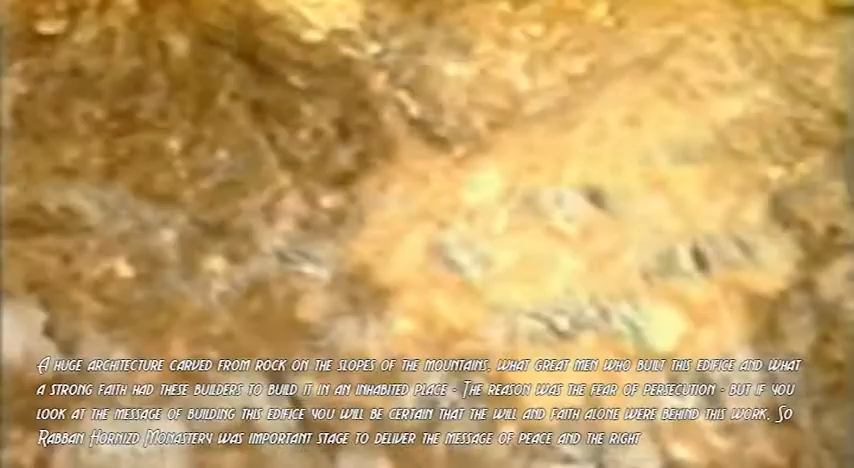 A HUGE ARCHITECTURE CARVED FROM ROCK ON THE SLOPES OF THE MOUNTAINS, WHAT GREAT MEN WHO BUILT THIS EDIFICE AND WHAT
A STRONG FAITH HAD THESE BUILDERS TO BUILD IT IN AN INHABITED PLACE - THE REASON WAS THE FEAR OF PERSECUTION - BUT IF YOU
LOOK AT THE MESSAGE OF BUILDING THIS EDIFICE YOU WILL BE CERTAIN THAT THE WILL AND FAITH ALONE WERE BEHIND THIS WORK, SO
RABBAN HORNIZD MONASTERY WAS IMPORTANT STAGE TO DELIVER THE MESSAGE OF PEACE AND THE RIGHT